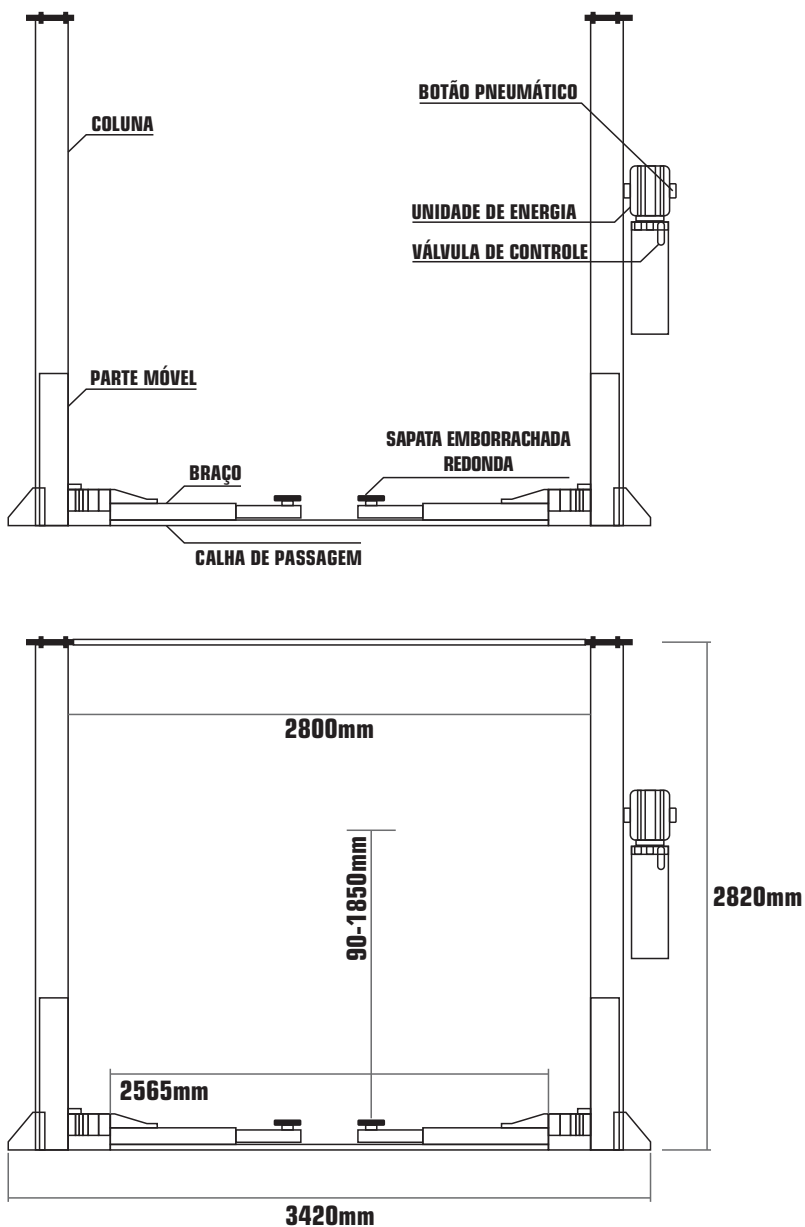 BOTÃO PNEUMÁTICO
COLUNA
UNIDADE DE ENERGIA
VÁLVULA DE CONTROLE
PARTE MÓVEL
SAPATA EMBORRACHADA
REDONDA
BRAÇO
CALHA DE PASSAGEM
2800mm
90-1850mm
2820mm
2565mm
3420mm